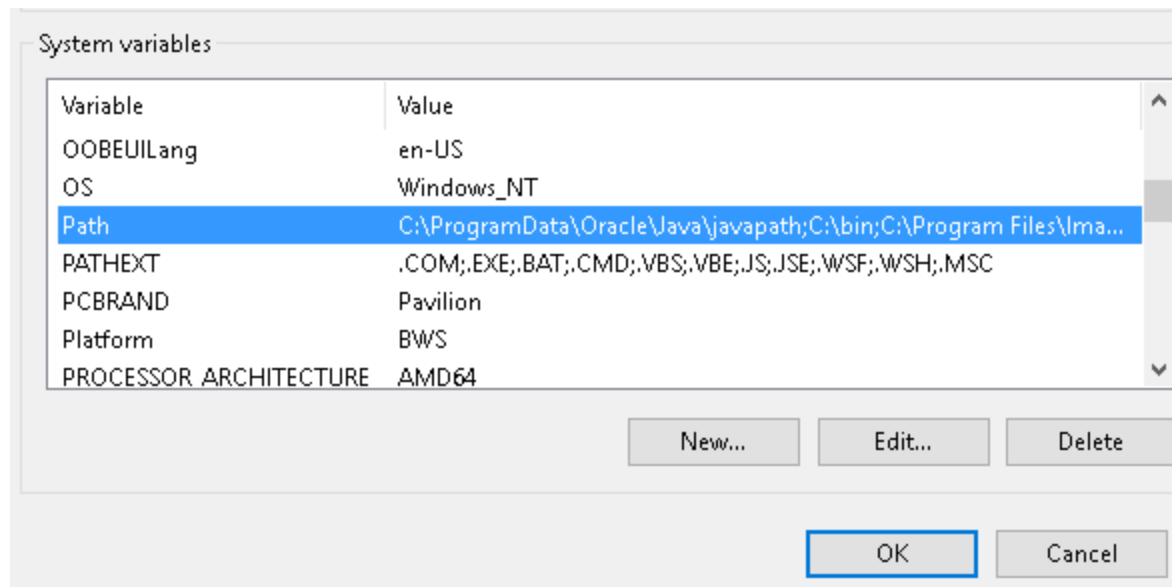 System variables
Variable Value
OOBEUILang en-US
OS Windows_NT
Path C:\ProgramData\Oracle\Java\javapath;C:\bin;C:\Program Files\Ima...
PATHEXT .COM;.EXE;.BAT;.CMD;.VBS;.VBE;.JS;.JSE;.WSF;.WSH;.MSC
PCBRAND Pavilion
Platform BWS
PROCESSOR_ARCHITECTURE AMD64
New... Edit... Delete
OK Cancel